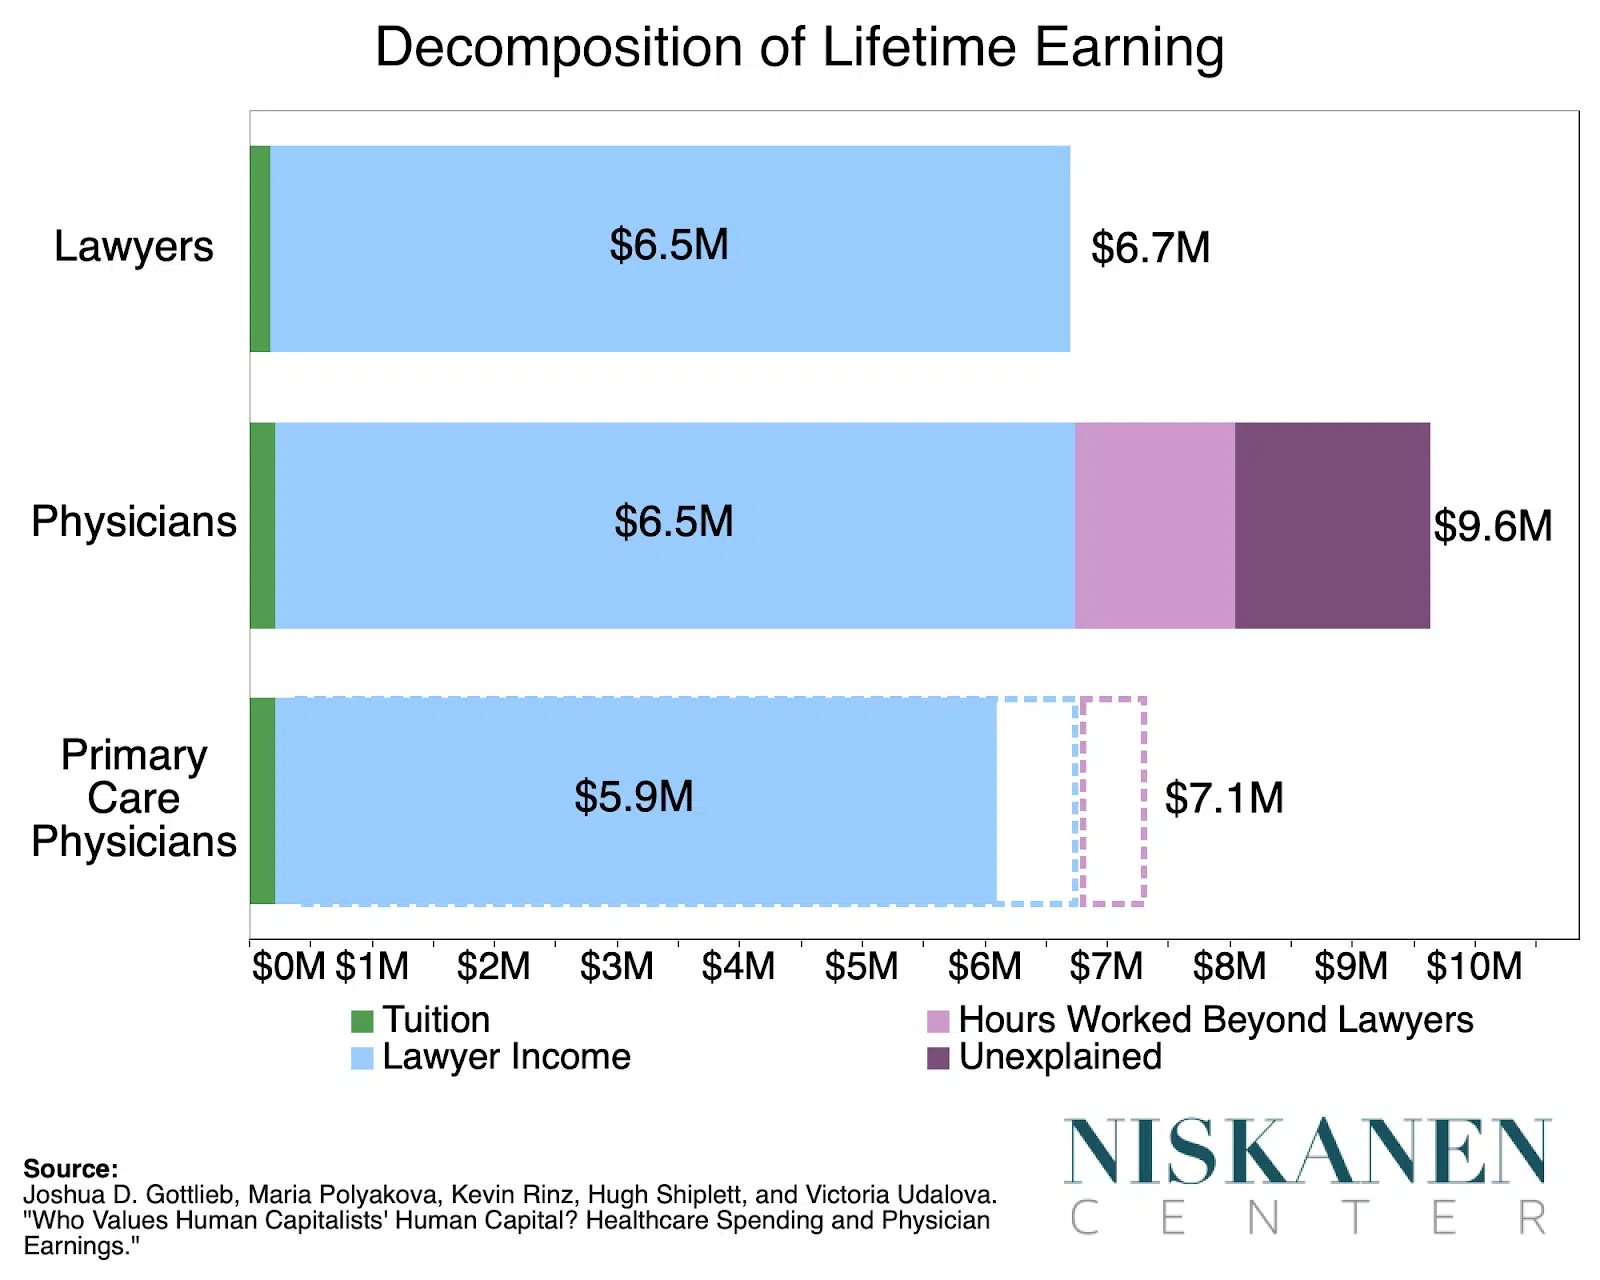 Decomposition of Lifetime Earning
Lawyers
$6.5M
$6.7M
Physicians
$6.5M
$9.6M
Primary
Care
Physicians
$5.9M
$7.1M
$0M $1M $2M $3M $4M $5M $6M $7M $8M $9M $10M
Tuition
Lawyer Income
Hours Worked Beyond Lawyers
Unexplained
Source:
Joshua D. Gottlieb, Maria Polyakova, Kevin Rinz, Hugh Shiplett, and Victoria Udalova.
"Who Values Human Capitalists' Human Capital? Healthcare Spending and Physician
Earnings."
NISKANEN
CENTER